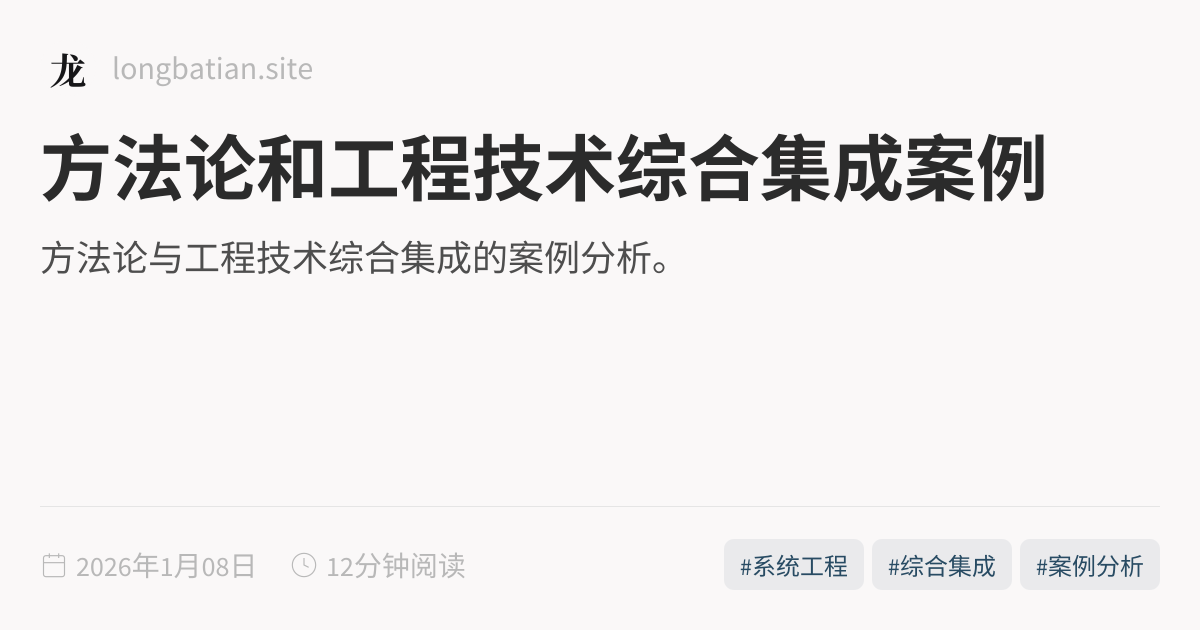 龙 longbatian.site
方法论和工程技术综合集成案例
方法论与工程技术综合集成的案例分析。
2026年1月08日 12分钟阅读 #系统工程 #综合集成 #案例分析